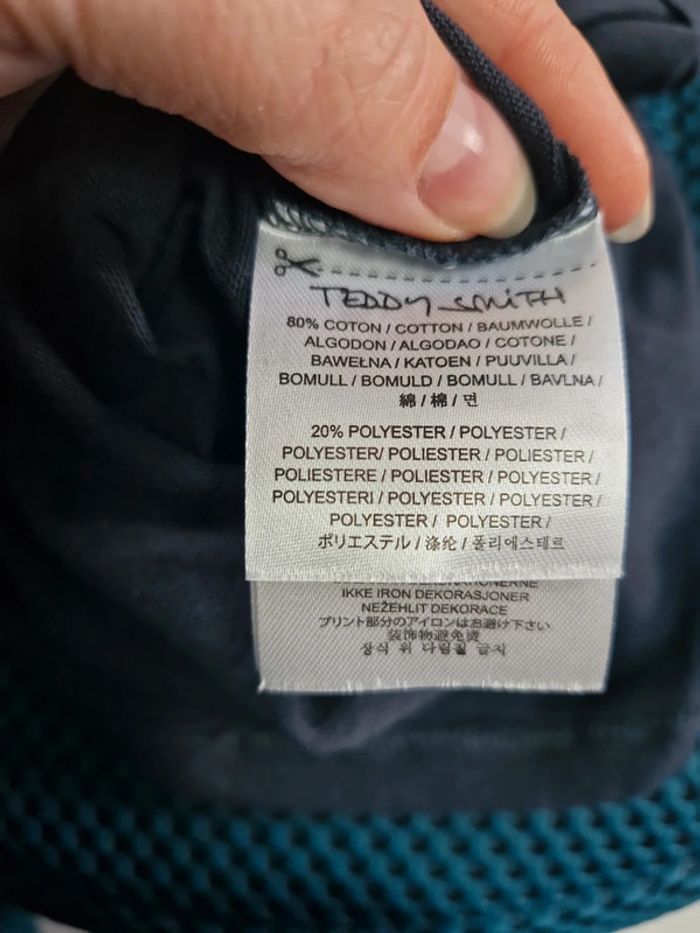 TEDDY SMITH
80% COTON / COTTON / BAUMWOLLE /
ALGODON / ALGODAO / COTONE /
BAWEŁNA / KATOEN / PUUVILLA /
BOMULL / BOMULD / BOMULL / BAVLNA /
綿 / 棉 / 면
20% POLYESTER / POLYESTER /
POLYESTER/ POLIESTER / POLIESTER /
POLIESTERE / POLIESTER / POLYESTER /
POLYESTERI / POLYESTER / POLYESTER /
POLYESTER / POLYESTER /
ポリエステル / 涤纶 / 폴리에스테르
IKKE IRON DEKORASJONER
NEŽEHLIT DEKORACE
プリント部分のアイロンはお避け下さい
装饰物避免烫
장식 위 다림질 금지